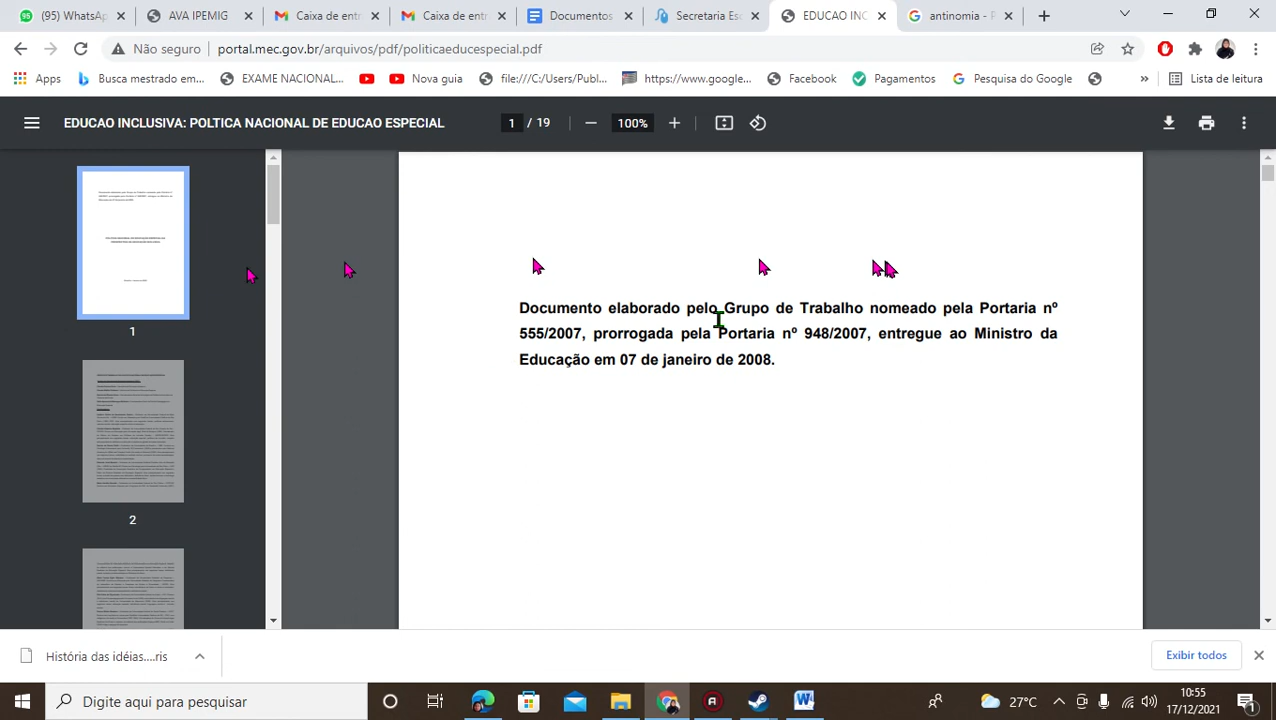 (95) WhatsAp
AVA IPEMIG
Caixa de entr
Caixa de entr
Documentos
Secretaria Esc
EDUCAO INC
antinomia - P
Não seguro
portal.mec.gov.br/arquivos/pdf/politicaeducespecial.pdf
Apps
Busca mestrado em...
EXAME NACIONAL...
Nova guia
file:///C:/Users/Publ...
https://www.google...
Facebook
Pagamentos
Pesquisa do Google
»
Lista de leitura
EDUCAO INCLUSIVA: POLTICA NACIONAL DE EDUCAO ESPECIAL
1 / 19
100%
1
2
Documento elaborado pelo Grupo de Trabalho nomeado pela Portaria nº
555/2007, prorrogada pela Portaria nº 948/2007, entregue ao Ministro da
Educação em 07 de janeiro de 2008.
História das idéias....ris
Exibir todos
Digite aqui para pesquisar
27°C
10:55
17/12/2021
1